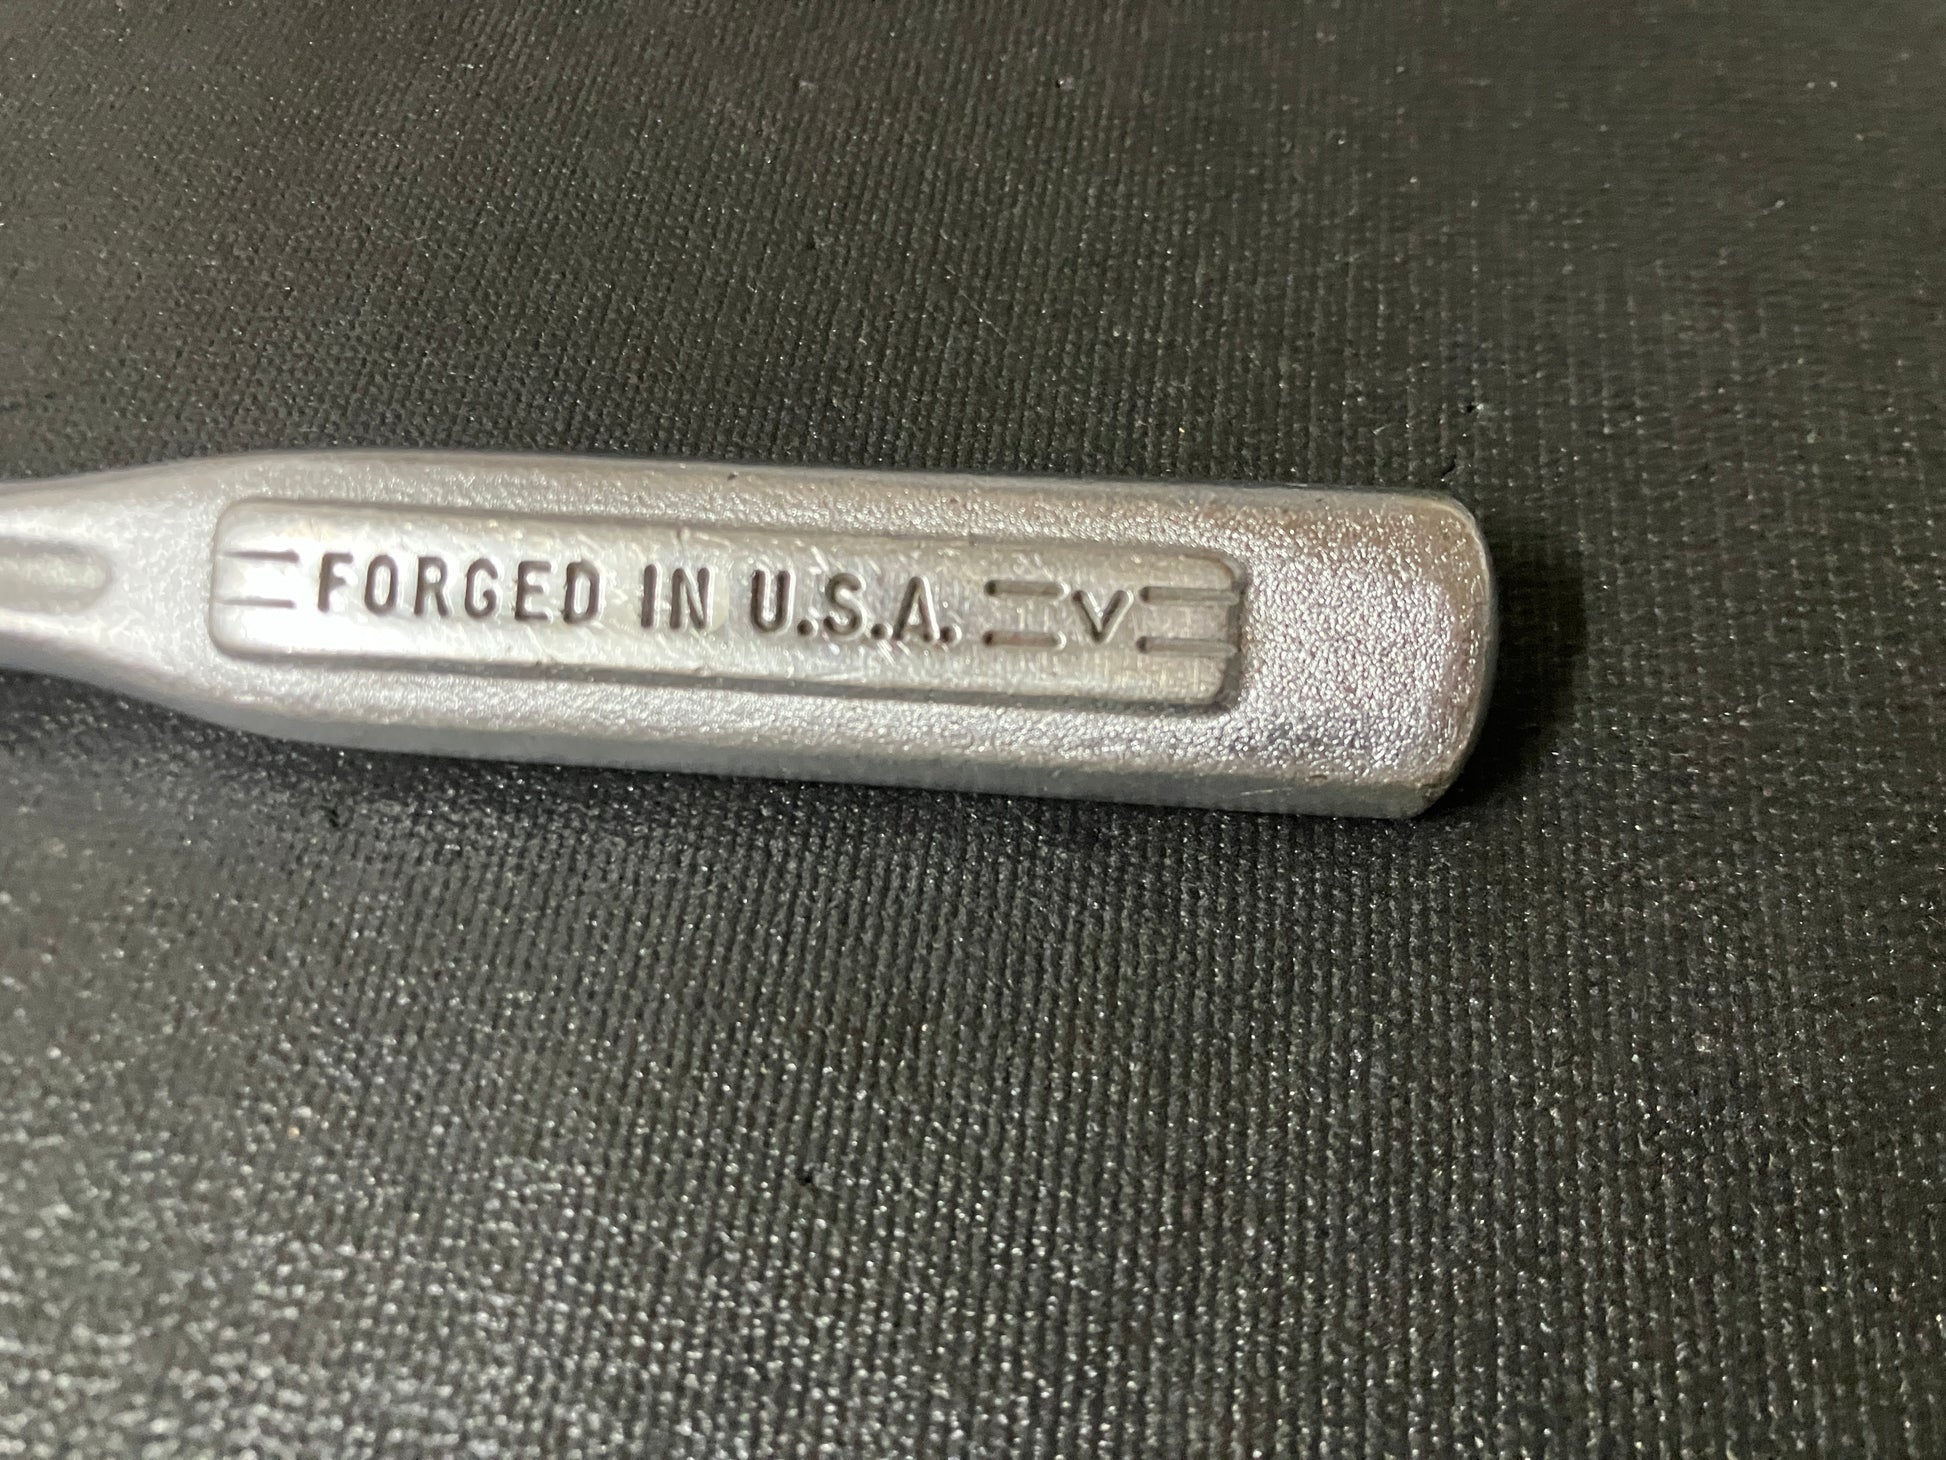 FORGED IN U.S.A. =V=